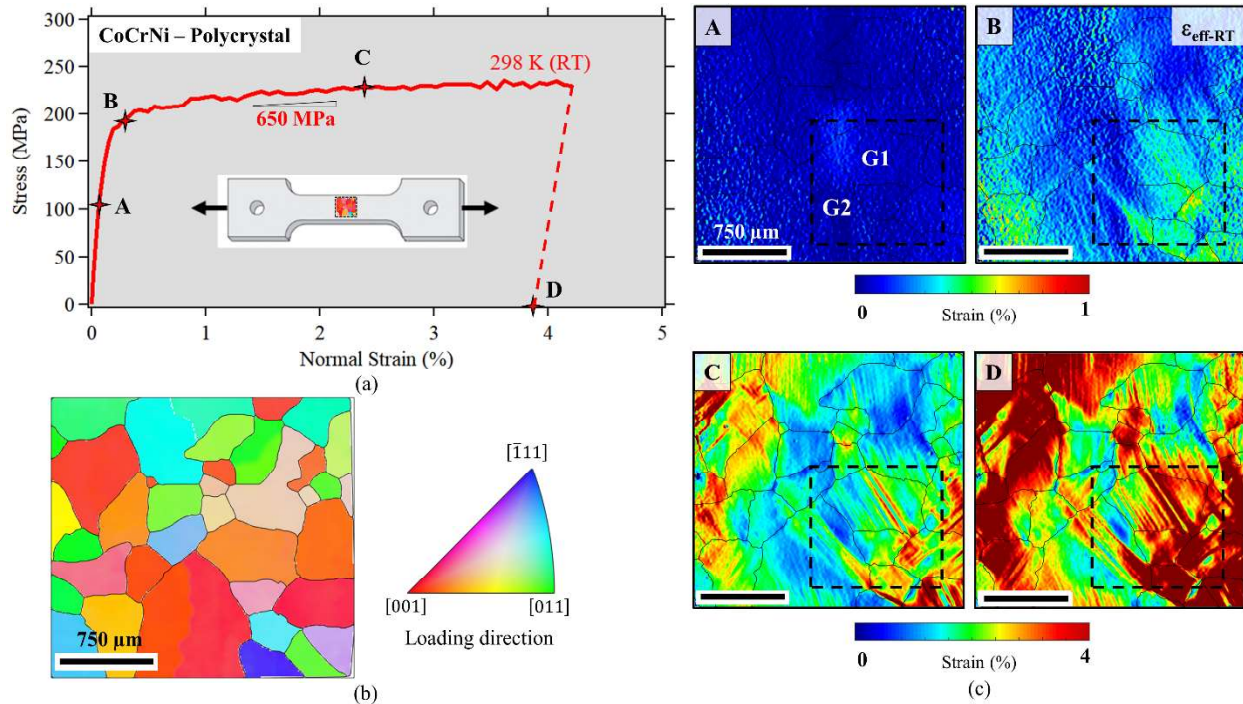 CoCrNi – Polycrystal
300
250
200
150
100
50
0
Stress (MPa)
A
B
C
D
298 K (RT)
650 MPa
0 1 2 3 4 5
Normal Strain (%)
(a)
750 µm
(b)
[1̄11]
[001] [011]
Loading direction
A
G1
G2
750 µm
B
ε_eff-RT
0 1
Strain (%)
C
D
0 4
Strain (%)
(c)